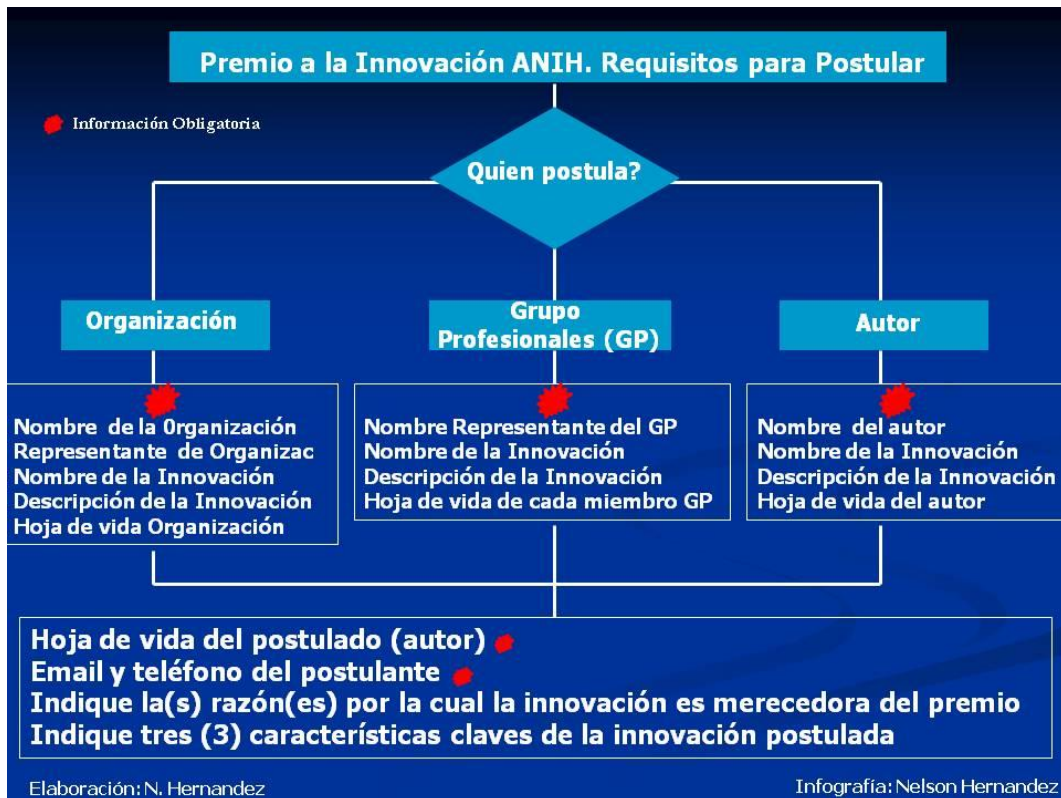 Premio a la Innovación ANIH. Requisitos para Postular
Información Obligatoria
Quien postula?
Organización
Grupo
Profesionales (GP)
Autor
Nombre de la 0rganización
Representante de Organizac
Nombre de la Innovación
Descripción de la Innovación
Hoja de vida Organización
Nombre Representante del GP
Nombre de la Innovación
Descripción de la Innovación
Hoja de vida de cada miembro GP
Nombre del autor
Nombre de la Innovación
Descripción de la Innovación
Hoja de vida del autor
Hoja de vida del postulado (autor)
Email y teléfono del postulante
Indique la(s) razón(es) por la cual la innovación es merecedora del premio
Indique tres (3) características claves de la innovación postulada
Elaboración: N. Hernandez
Infografía: Nelson Hernandez